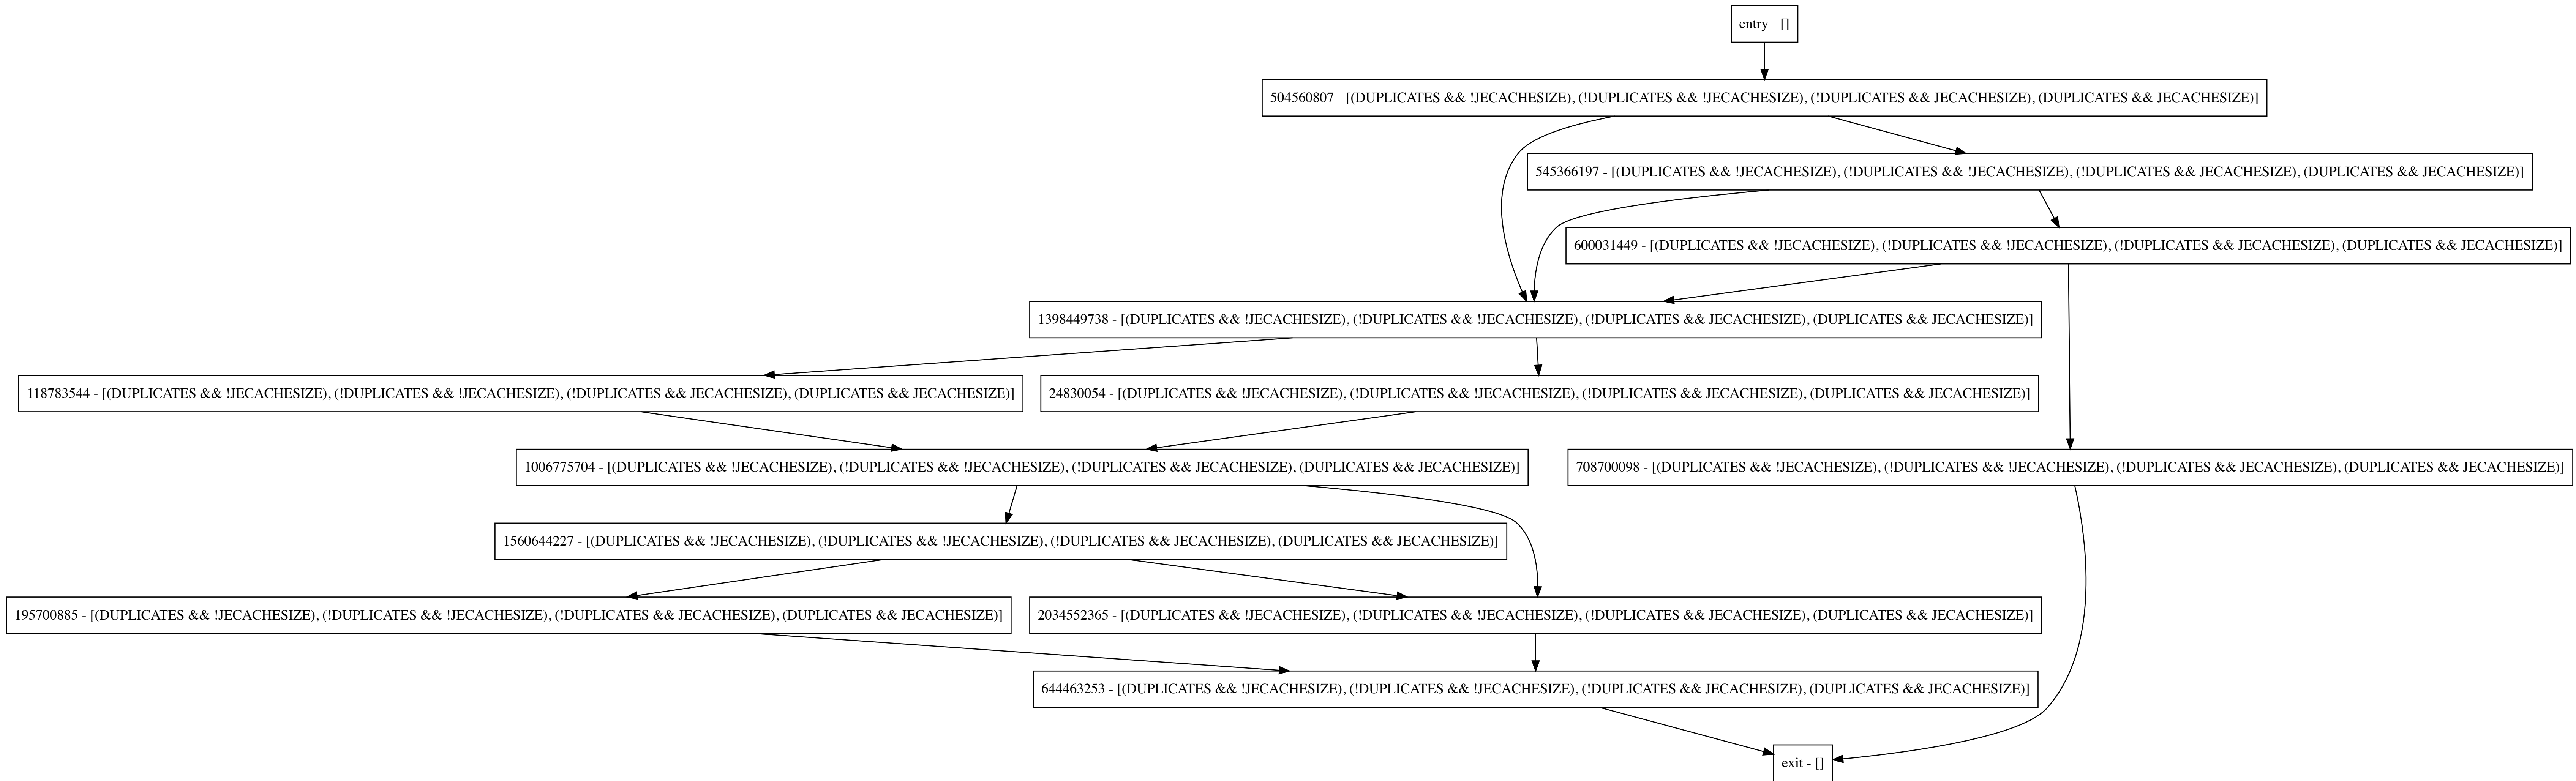 entry - []
504560807 - [(DUPLICATES && !JECACHESIZE), (!DUPLICATES && !JECACHESIZE), (!DUPLICATES && JECACHESIZE), (DUPLICATES && JECACHESIZE)]
545366197 - [(DUPLICATES && !JECACHESIZE), (!DUPLICATES && !JECACHESIZE), (!DUPLICATES && JECACHESIZE), (DUPLICATES && JECACHESIZE)]
600031449 - [(DUPLICATES && !JECACHESIZE), (!DUPLICATES && !JECACHESIZE), (!DUPLICATES && JECACHESIZE), (DUPLICATES && JECACHESIZE)]
1398449738 - [(DUPLICATES && !JECACHESIZE), (!DUPLICATES && !JECACHESIZE), (!DUPLICATES && JECACHESIZE), (DUPLICATES && JECACHESIZE)]
118783544 - [(DUPLICATES && !JECACHESIZE), (!DUPLICATES && !JECACHESIZE), (!DUPLICATES && JECACHESIZE), (DUPLICATES && JECACHESIZE)]
24830054 - [(DUPLICATES && !JECACHESIZE), (!DUPLICATES && !JECACHESIZE), (!DUPLICATES && JECACHESIZE), (DUPLICATES && JECACHESIZE)]
1006775704 - [(DUPLICATES && !JECACHESIZE), (!DUPLICATES && !JECACHESIZE), (!DUPLICATES && JECACHESIZE), (DUPLICATES && JECACHESIZE)]
708700098 - [(DUPLICATES && !JECACHESIZE), (!DUPLICATES && !JECACHESIZE), (!DUPLICATES && JECACHESIZE), (DUPLICATES && JECACHESIZE)]
1560644227 - [(DUPLICATES && !JECACHESIZE), (!DUPLICATES && !JECACHESIZE), (!DUPLICATES && JECACHESIZE), (DUPLICATES && JECACHESIZE)]
195700885 - [(DUPLICATES && !JECACHESIZE), (!DUPLICATES && !JECACHESIZE), (!DUPLICATES && JECACHESIZE), (DUPLICATES && JECACHESIZE)]
2034552365 - [(DUPLICATES && !JECACHESIZE), (!DUPLICATES && !JECACHESIZE), (!DUPLICATES && JECACHESIZE), (DUPLICATES && JECACHESIZE)]
644463253 - [(DUPLICATES && !JECACHESIZE), (!DUPLICATES && !JECACHESIZE), (!DUPLICATES && JECACHESIZE), (DUPLICATES && JECACHESIZE)]
exit - []